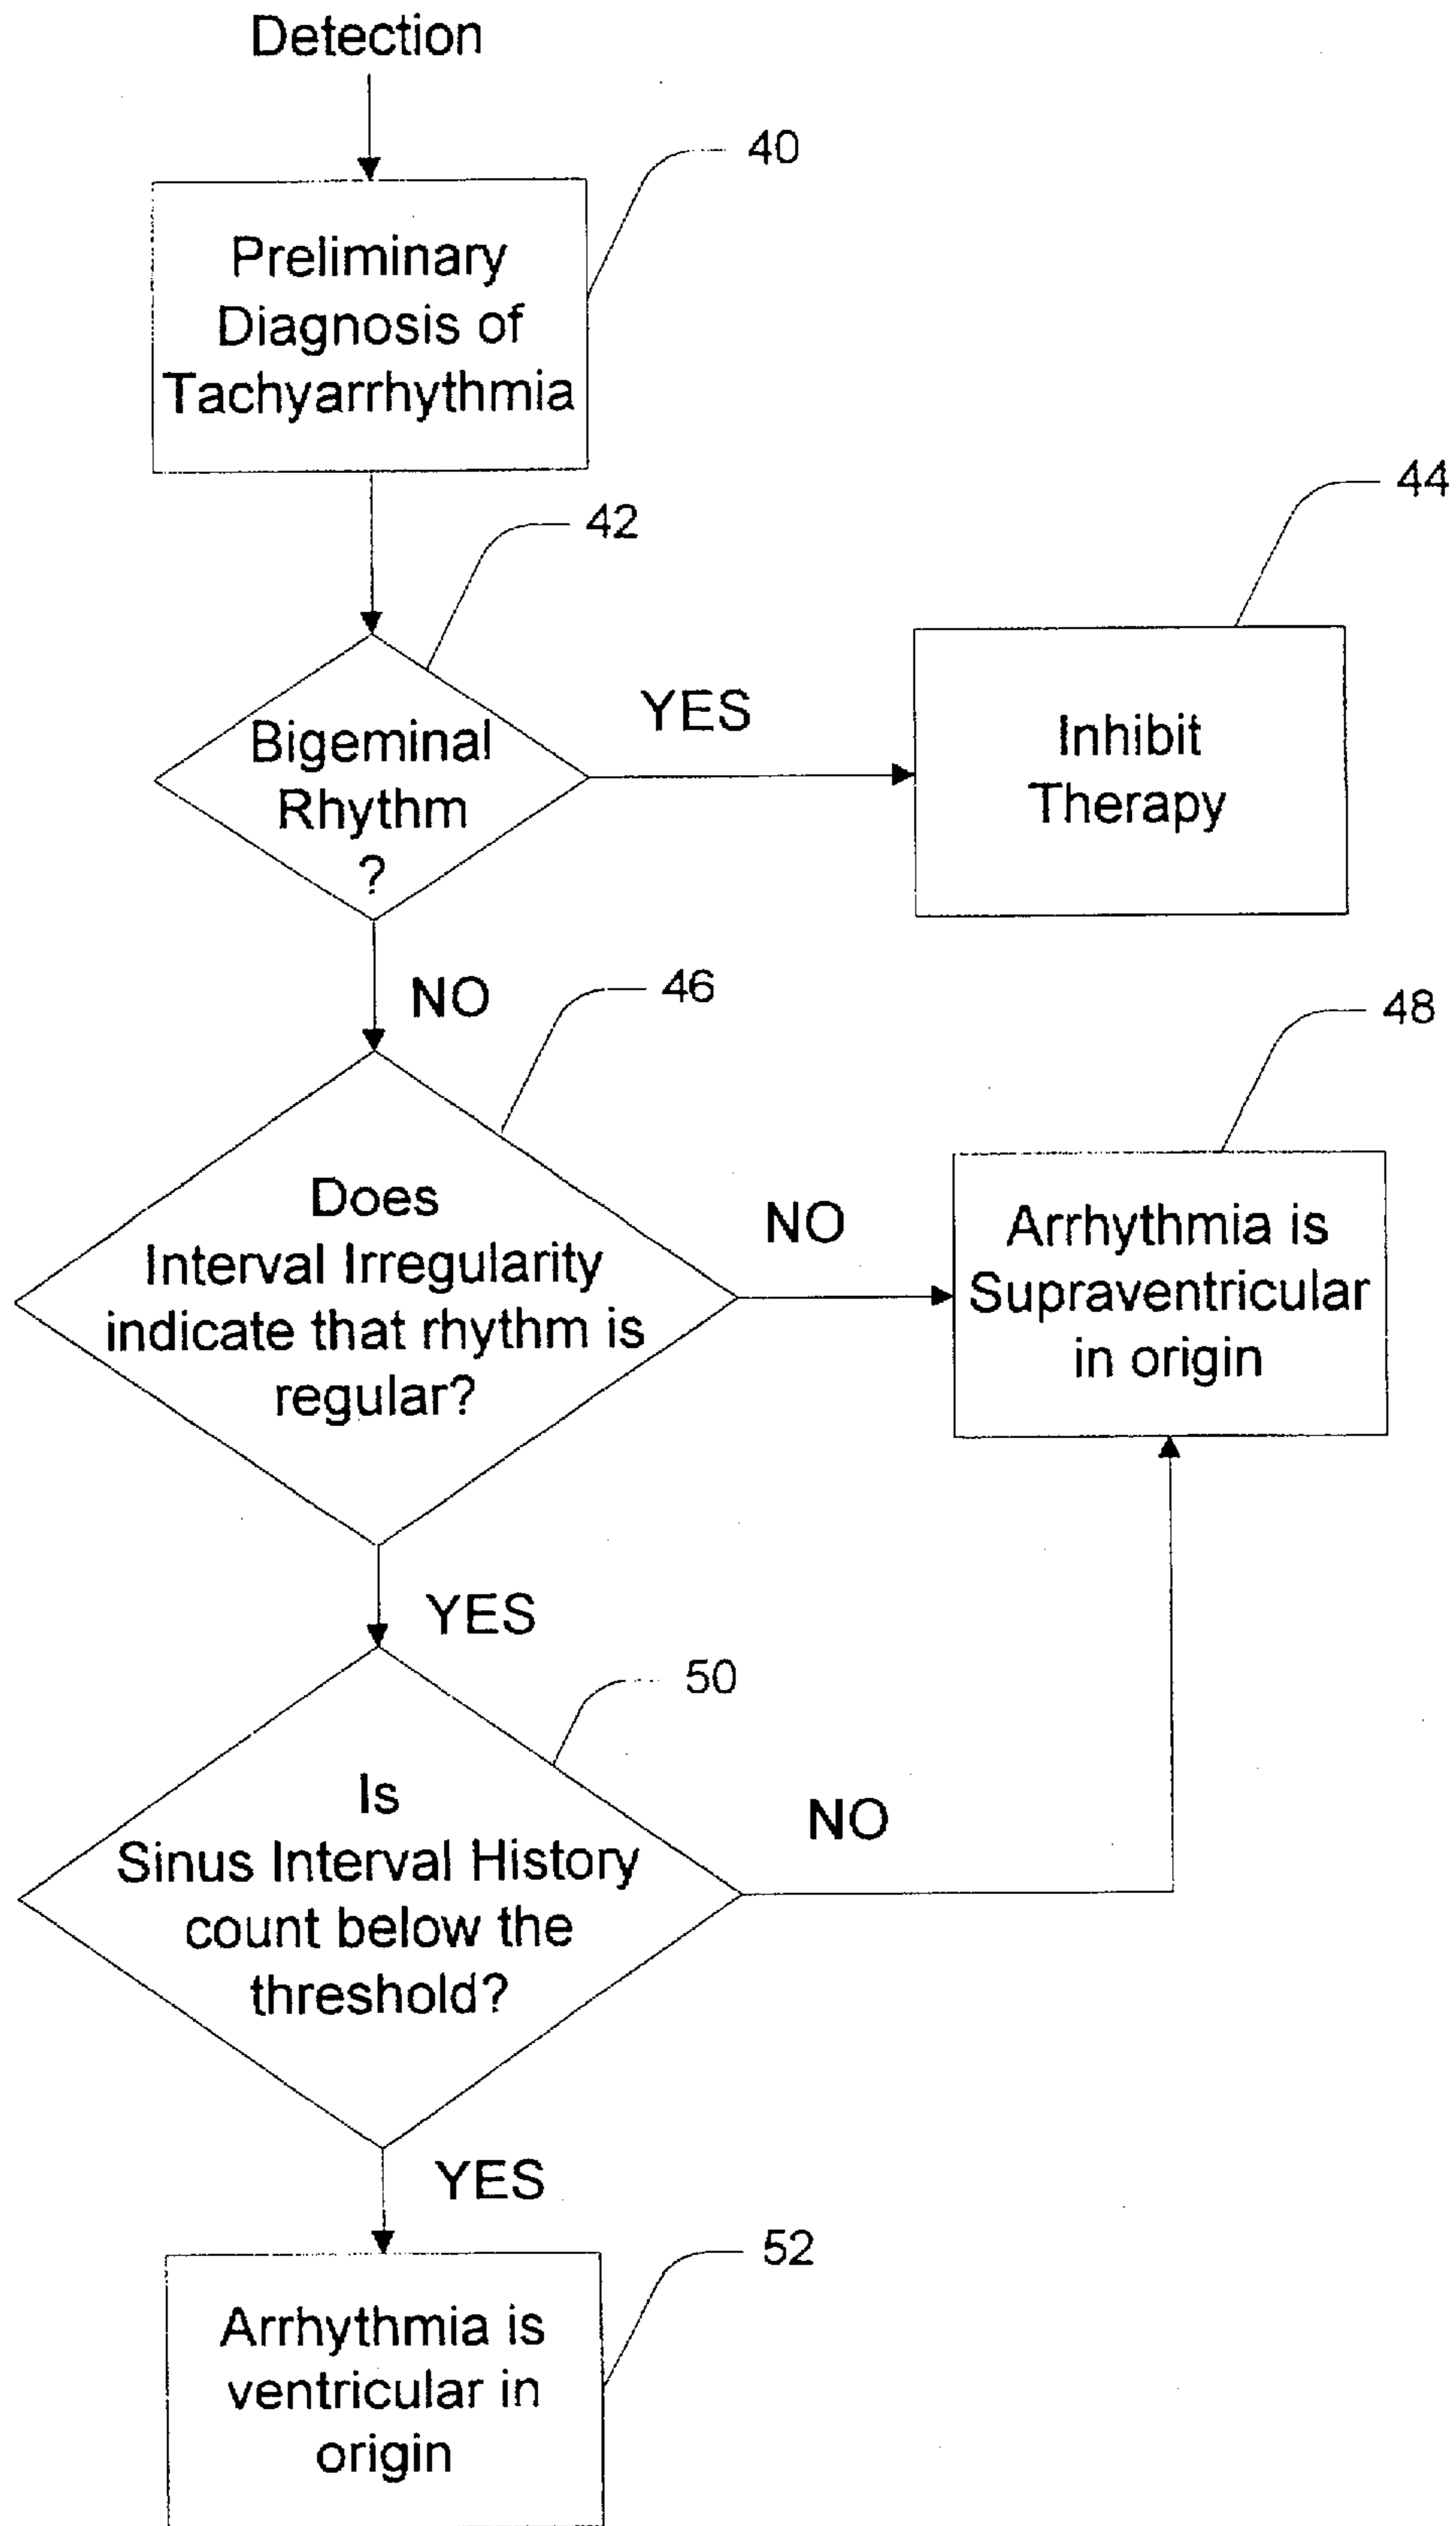 Detection
40
Preliminary
Diagnosis of
Tachyarrhythmia
42
44
Bigeminal
Rhythm
?
YES
Inhibit
Therapy
NO
46
48
Does
Interval Irregularity
indicate that rhythm is
regular?
NO
Arrhythmia is
Supraventricular
in origin
YES
50
Is
Sinus Interval History
count below the
threshold?
NO
YES
52
Arrhythmia is
ventricular in
origin